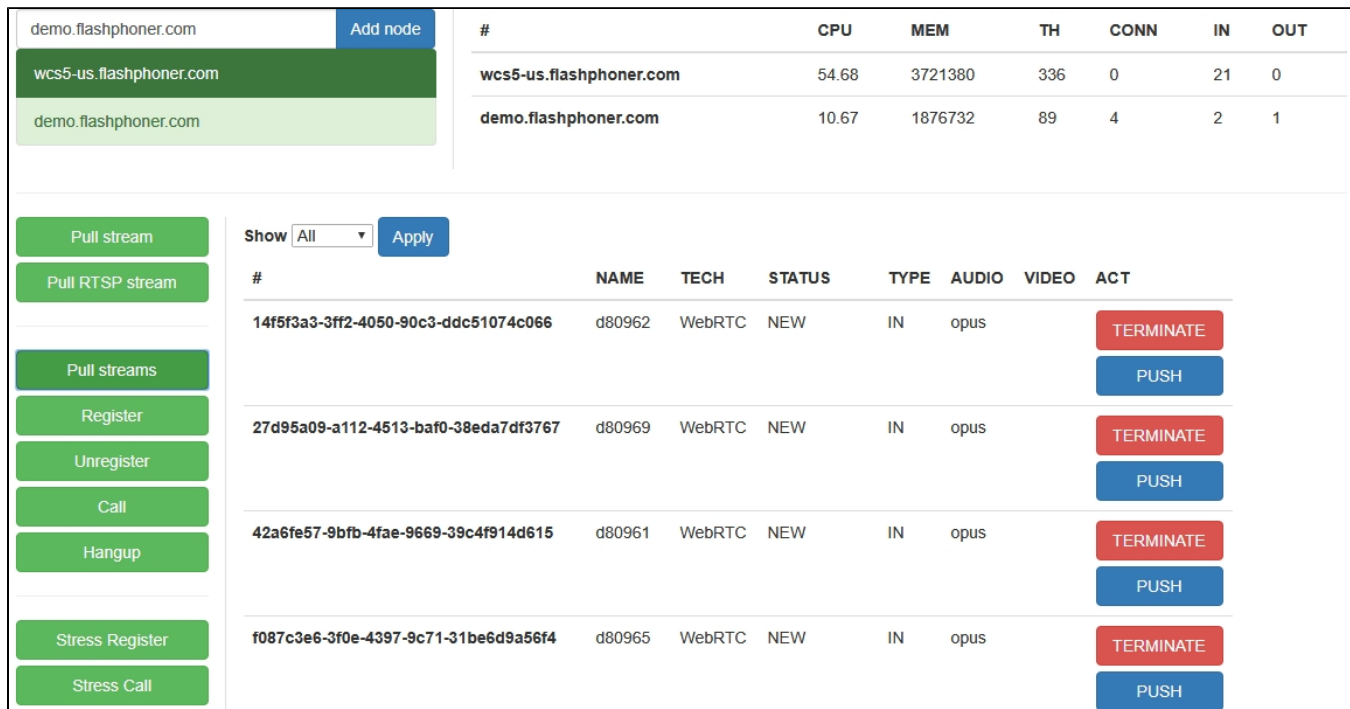 demo.flashphoner.com Add node
wcs5-us.flashphoner.com
demo.flashphoner.com
# CPU MEM TH CONN IN OUT
wcs5-us.flashphoner.com 54.68 3721380 336 0 21 0
demo.flashphoner.com 10.67 1876732 89 4 2 1
Pull stream
Pull RTSP stream
Pull streams
Register
Unregister
Call
Hangup
Stress Register
Stress Call
Show All Apply
# NAME TECH STATUS TYPE AUDIO VIDEO ACT
14f5f3a3-3ff2-4050-90c3-ddc51074c066 d80962 WebRTC NEW IN opus TERMINATE
PUSH
27d95a09-a112-4513-baf0-38eda7df3767 d80969 WebRTC NEW IN opus TERMINATE
PUSH
42a6fe57-9bfb-4fae-9669-39c4f914d615 d80961 WebRTC NEW IN opus TERMINATE
PUSH
f087c3e6-3f0e-4397-9c71-31be6d9a56f4 d80965 WebRTC NEW IN opus TERMINATE
PUSH